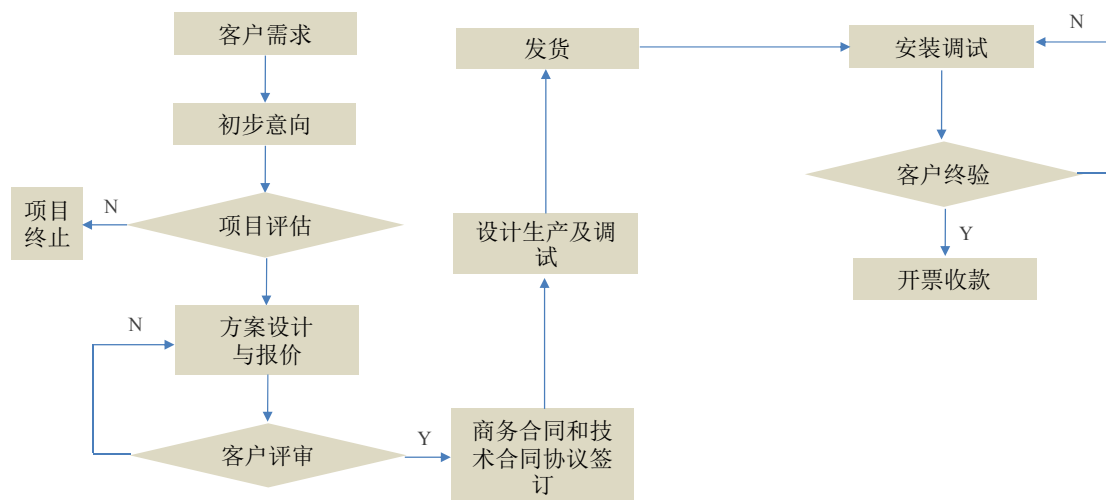 客户需求
初步意向
项目评估
N
项目
终止
方案设计
与报价
N
客户评审
Y
商务合同和技
术合同协议签
订
设计生产及调
试
发货
安装调试
N
客户终验
Y
开票收款